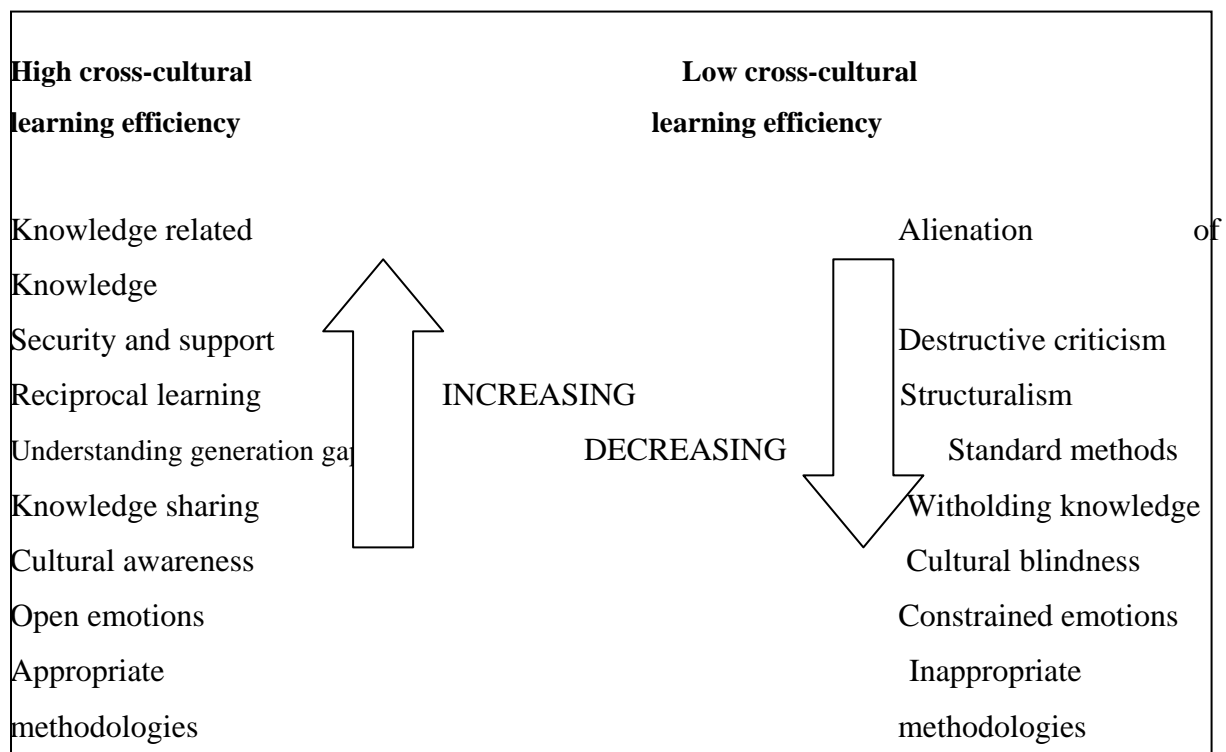 High cross-cultural Low cross-cultural
learning efficiency learning efficiency
Knowledge related Alienation of
Knowledge
Security and support Destructive criticism
Reciprocal learning INCREASING Structuralism
Understanding generation gap DECREASING Standard methods
Knowledge sharing Witholding knowledge
Cultural awareness Cultural blindness
Open emotions Constrained emotions
Appropriate Inappropriate
methodologies methodologies